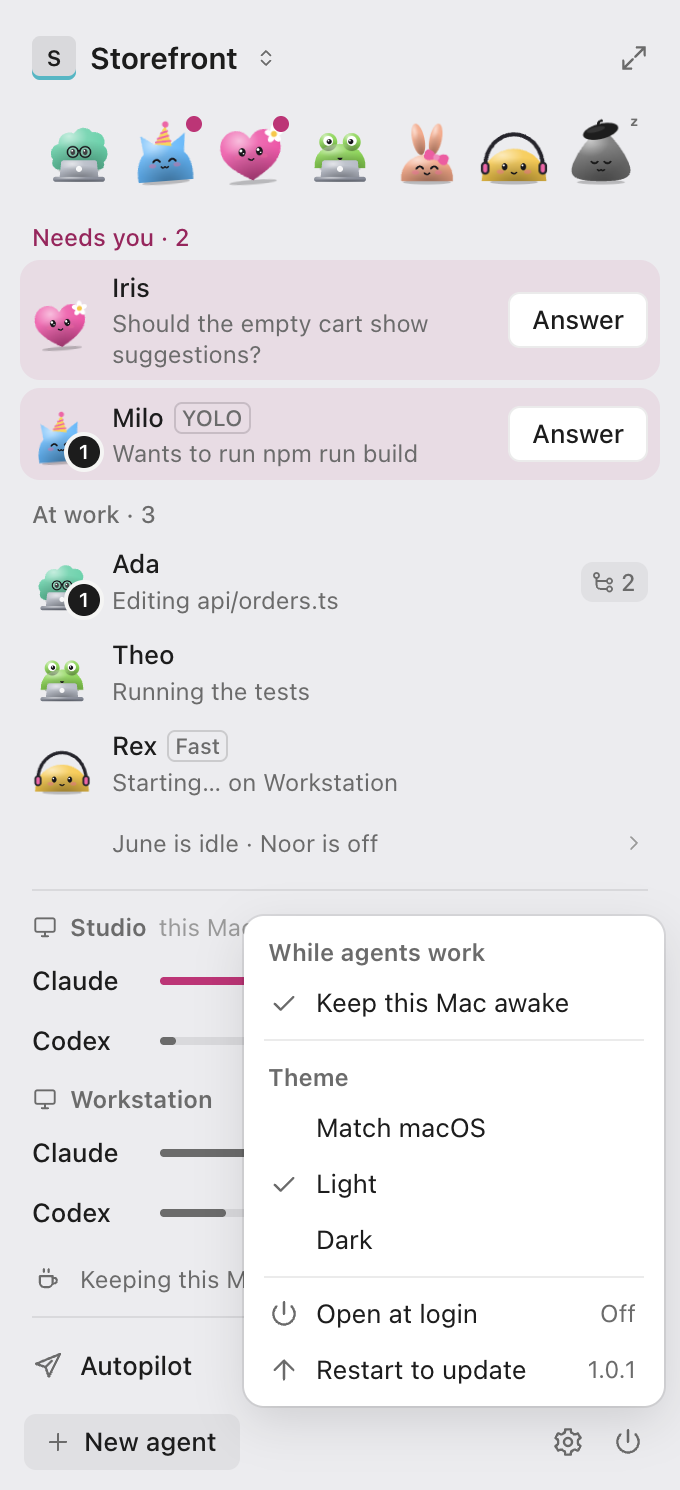 S Storefront
z
Needs you · 2
Iris
Should the empty cart show
suggestions?
Answer
Milo YOLO
Wants to run npm run build
1
Answer
At work · 3
Ada
Editing api/orders.ts
1
2
Theo
Running the tests
Rex Fast
Starting... on Workstation
June is idle · Noor is off
Studio this Mac
Claude
Codex
Workstation
Claude
Codex
Keeping this M
Autopilot
New agent
While agents work
Keep this Mac awake
Theme
Match macOS
Light
Dark
Open at login Off
Restart to update 1.0.1